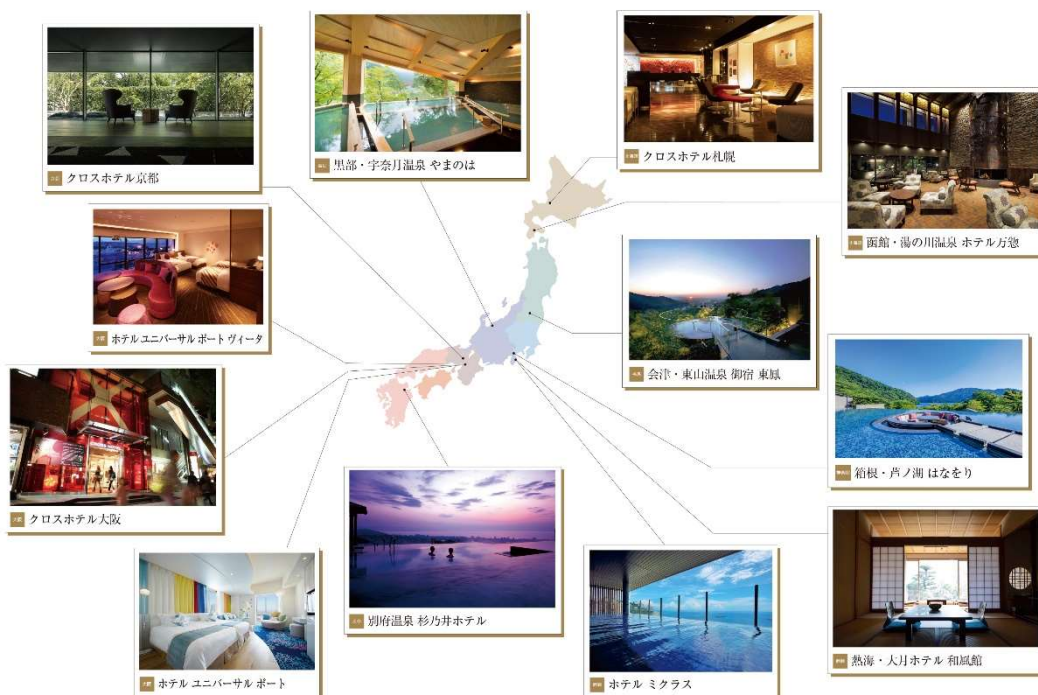 クロスホテル京都
黒部・宇奈月温泉 やまのは
クロスホテル札幌
函館・湯の川温泉 ホテル万惣
ホテル ユニバーサル ポート ヴィータ
会津・東山温泉 御宿 東鳳
箱根・芦ノ湖 はなをり
クロスホテル大阪
別府温泉 杉乃井ホテル
ホテル ユニバーサル ポート
ホテル ミクラス
熱海・大月ホテル 和風館